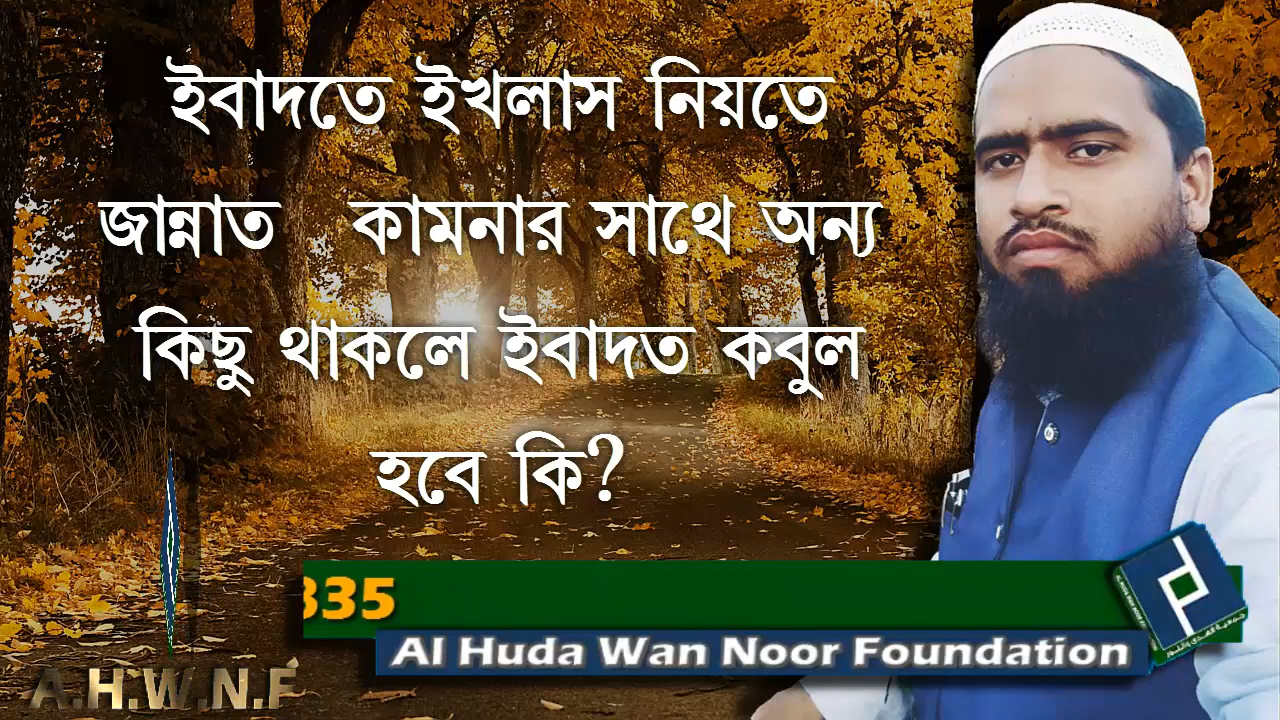 ইবাদতে ইখলাস নিয়তে
জান্নাত কামনার সাথে অন্য
কিছু থাকলে ইবাদত কবুল
হবে কি?
335
Al Huda Wan Noor Foundation
A.H.W.N.F